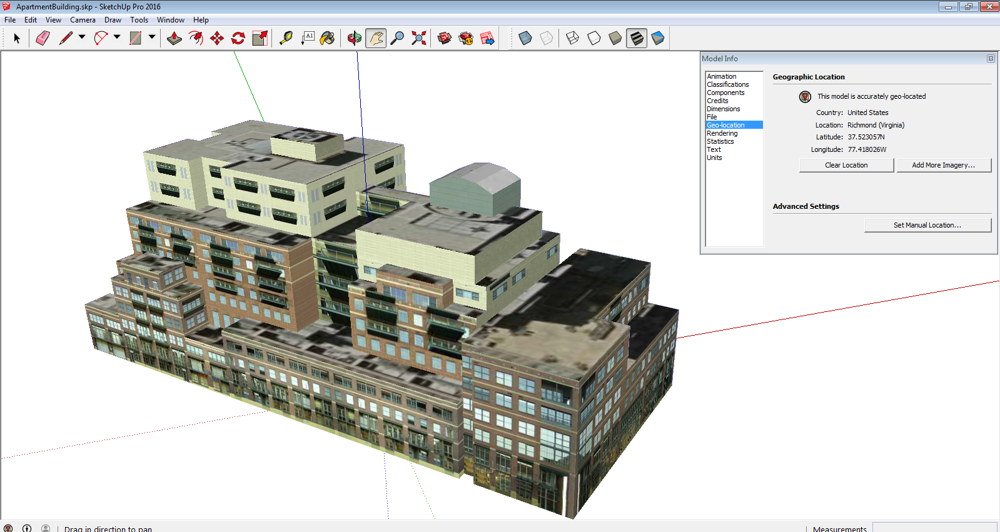 ApartmentBuilding.skp - SketchUp Pro 2016
File Edit View Camera Draw Tools Window Help
A1
Model Info
Animation
Classifications
Components
Credits
Dimensions
File
Geo-location
Rendering
Statistics
Text
Units
Geographic Location
This model is accurately geo-located
Country: United States
Location: Richmond (Virginia)
Latitude: 37.523057N
Longitude: 77.418026W
Clear Location Add More Imagery...
Advanced Settings
Set Manual Location...
Drag in direction to pan
Measurements